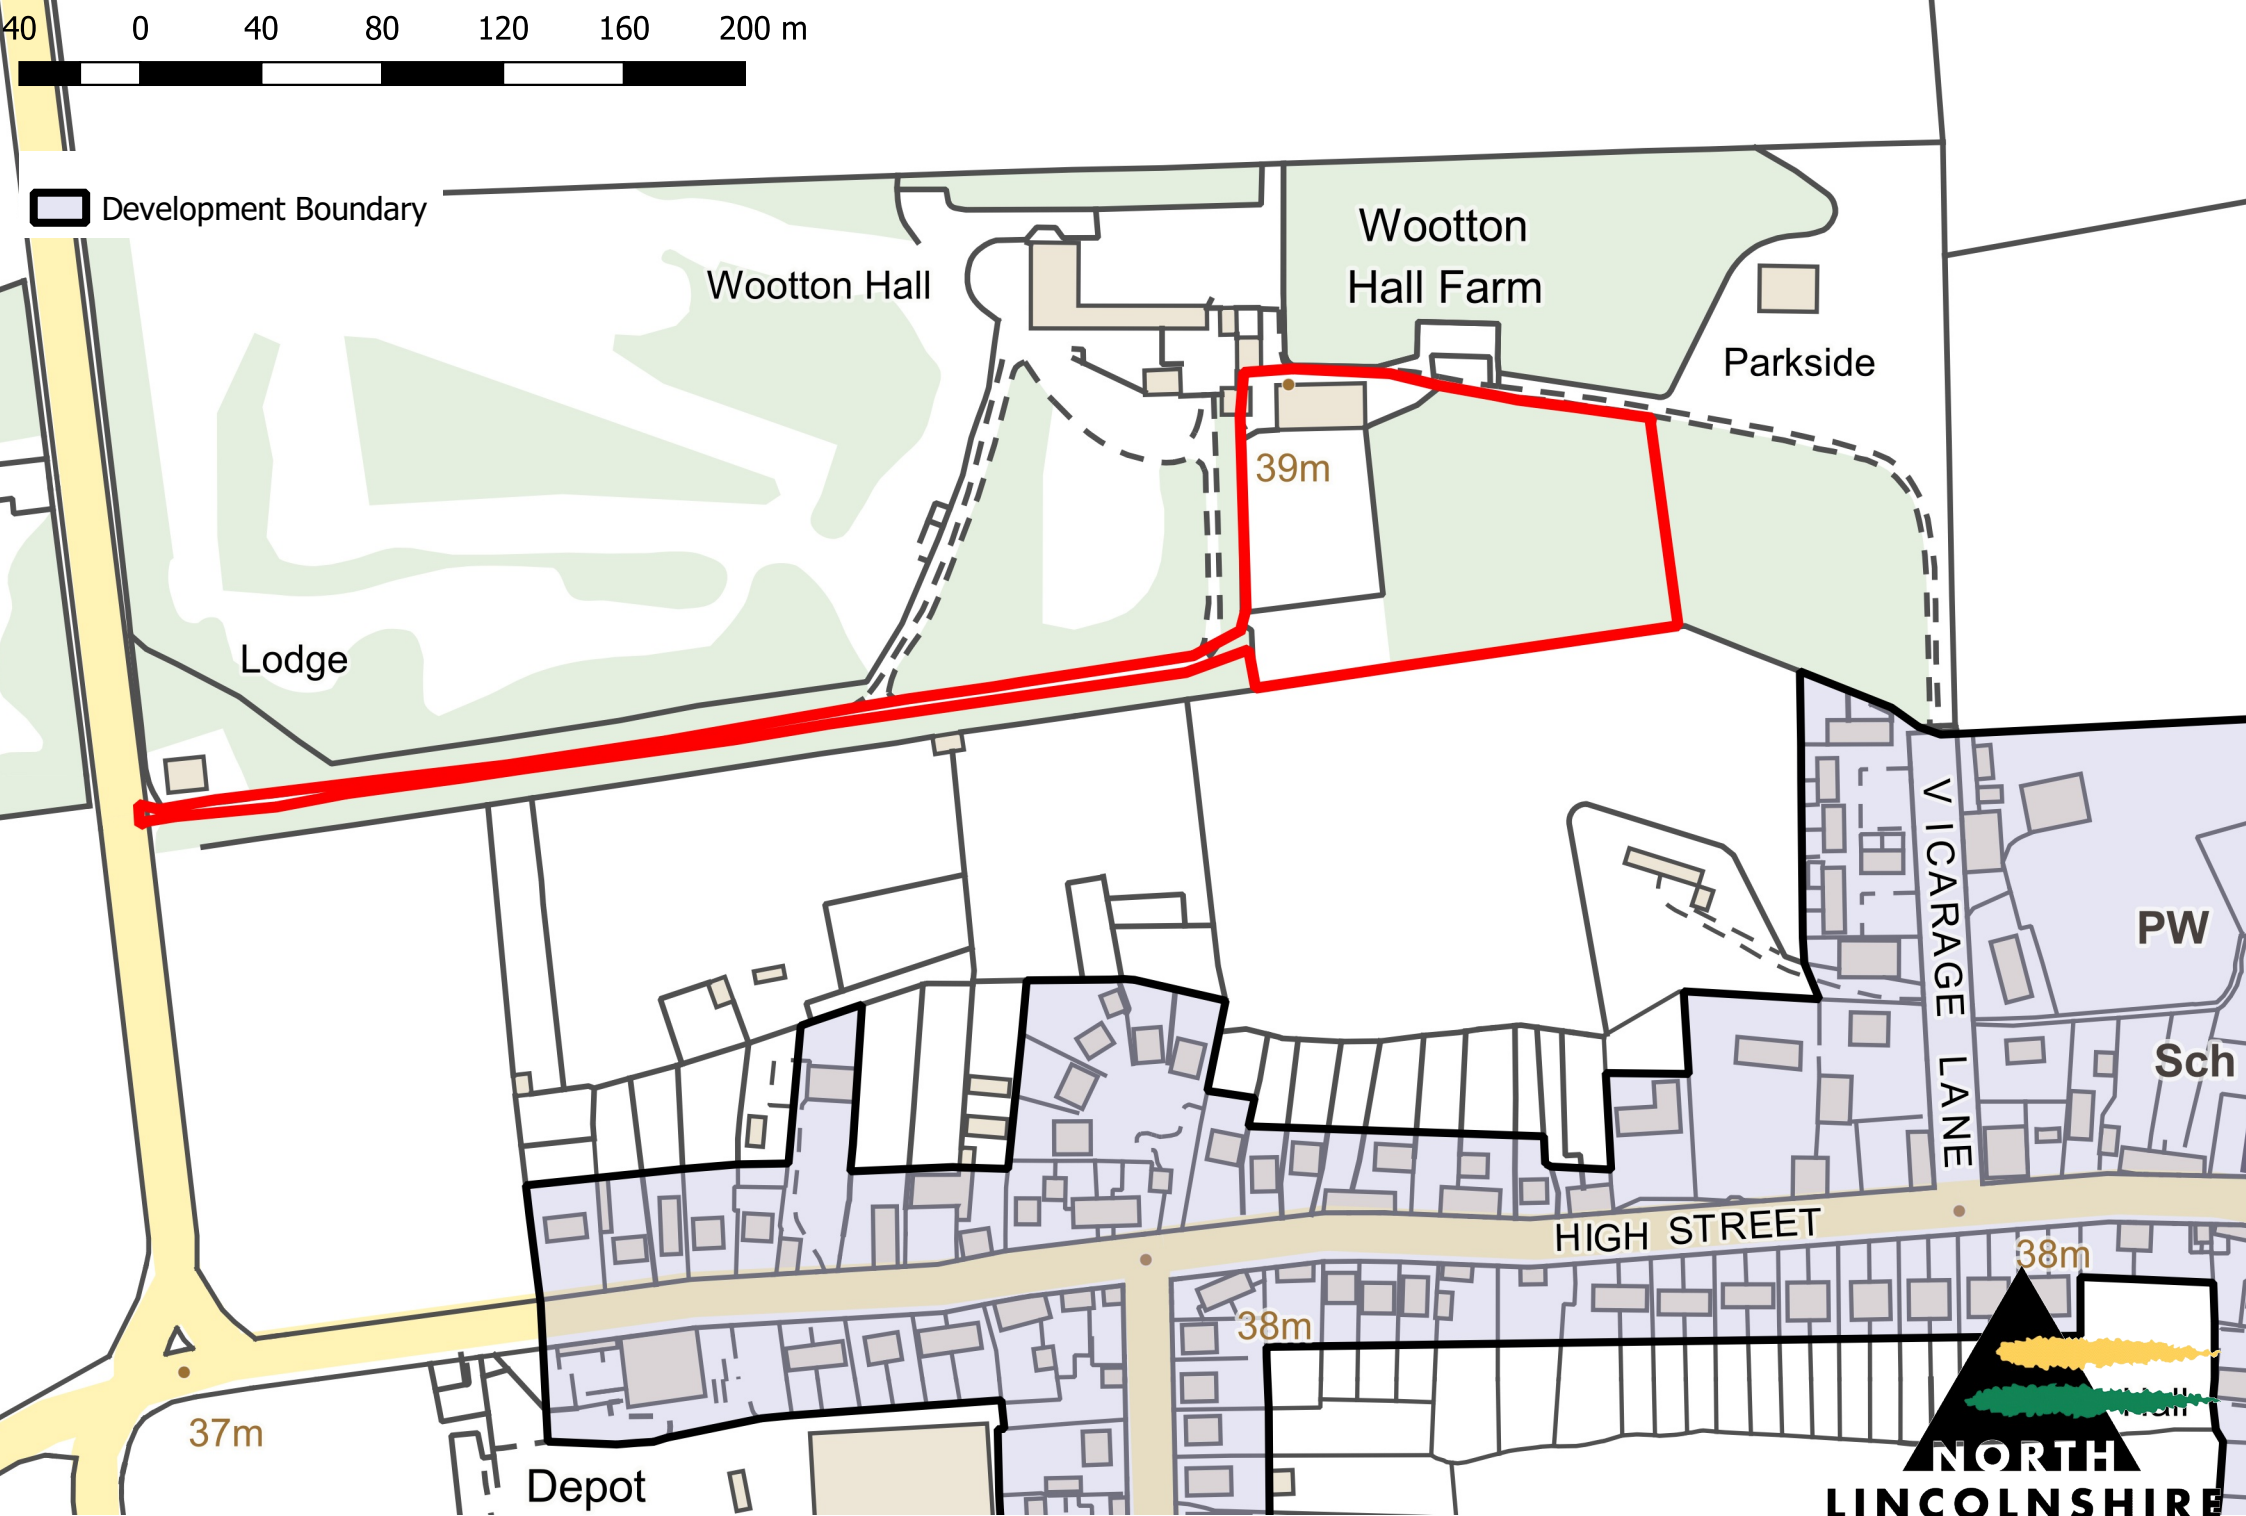 40 0 40 80 120 160 200 m
Development Boundary
Wootton
Hall Farm
Wootton Hall
Parkside
39m
Lodge
VICARAGE LANE
PW
Sch
HIGH STREET
38m
38m
37m
Depot
NORTH
LINCOLNSHIRE